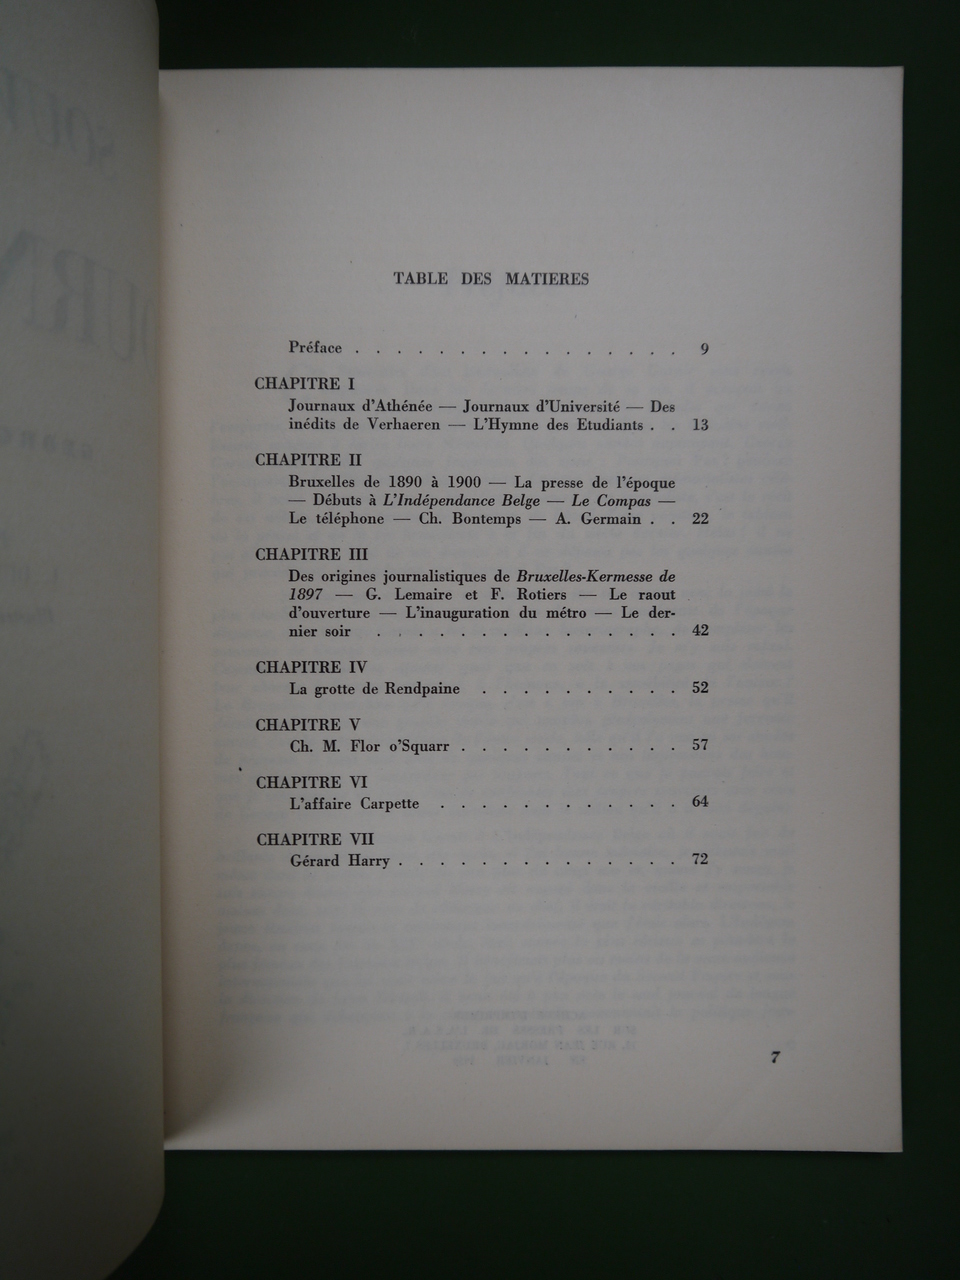 TABLE DES MATIERES
Préface . . . . . . . . . . . . . . . . 9
CHAPITRE I
Journaux d'Athénée — Journaux d'Université — Des
inédits de Verhaeren — L'Hymne des Etudiants . . 13
CHAPITRE II
Bruxelles de 1890 à 1900 — La presse de l'époque
— Débuts à L'Indépendance Belge — Le Compas —
Le téléphone — Ch. Bontemps — A. Germain . . 22
CHAPITRE III
Des origines journalistiques de Bruxelles-Kermesse de
1897 — G. Lemaire et F. Rotiers — Le raout
d'ouverture — L'inauguration du métro — Le der-
nier soir . . . . . . . . . . . . . . . 42
CHAPITRE IV
La grotte de Rendpaine . . . . . . . . . . 52
CHAPITRE V
Ch. M. Flor o'Squarr . . . . . . . . . . . 57
CHAPITRE VI
L'affaire Carpette . . . . . . . . . . . . 64
CHAPITRE VII
Gérard Harry . . . . . . . . . . . . . . 72
7